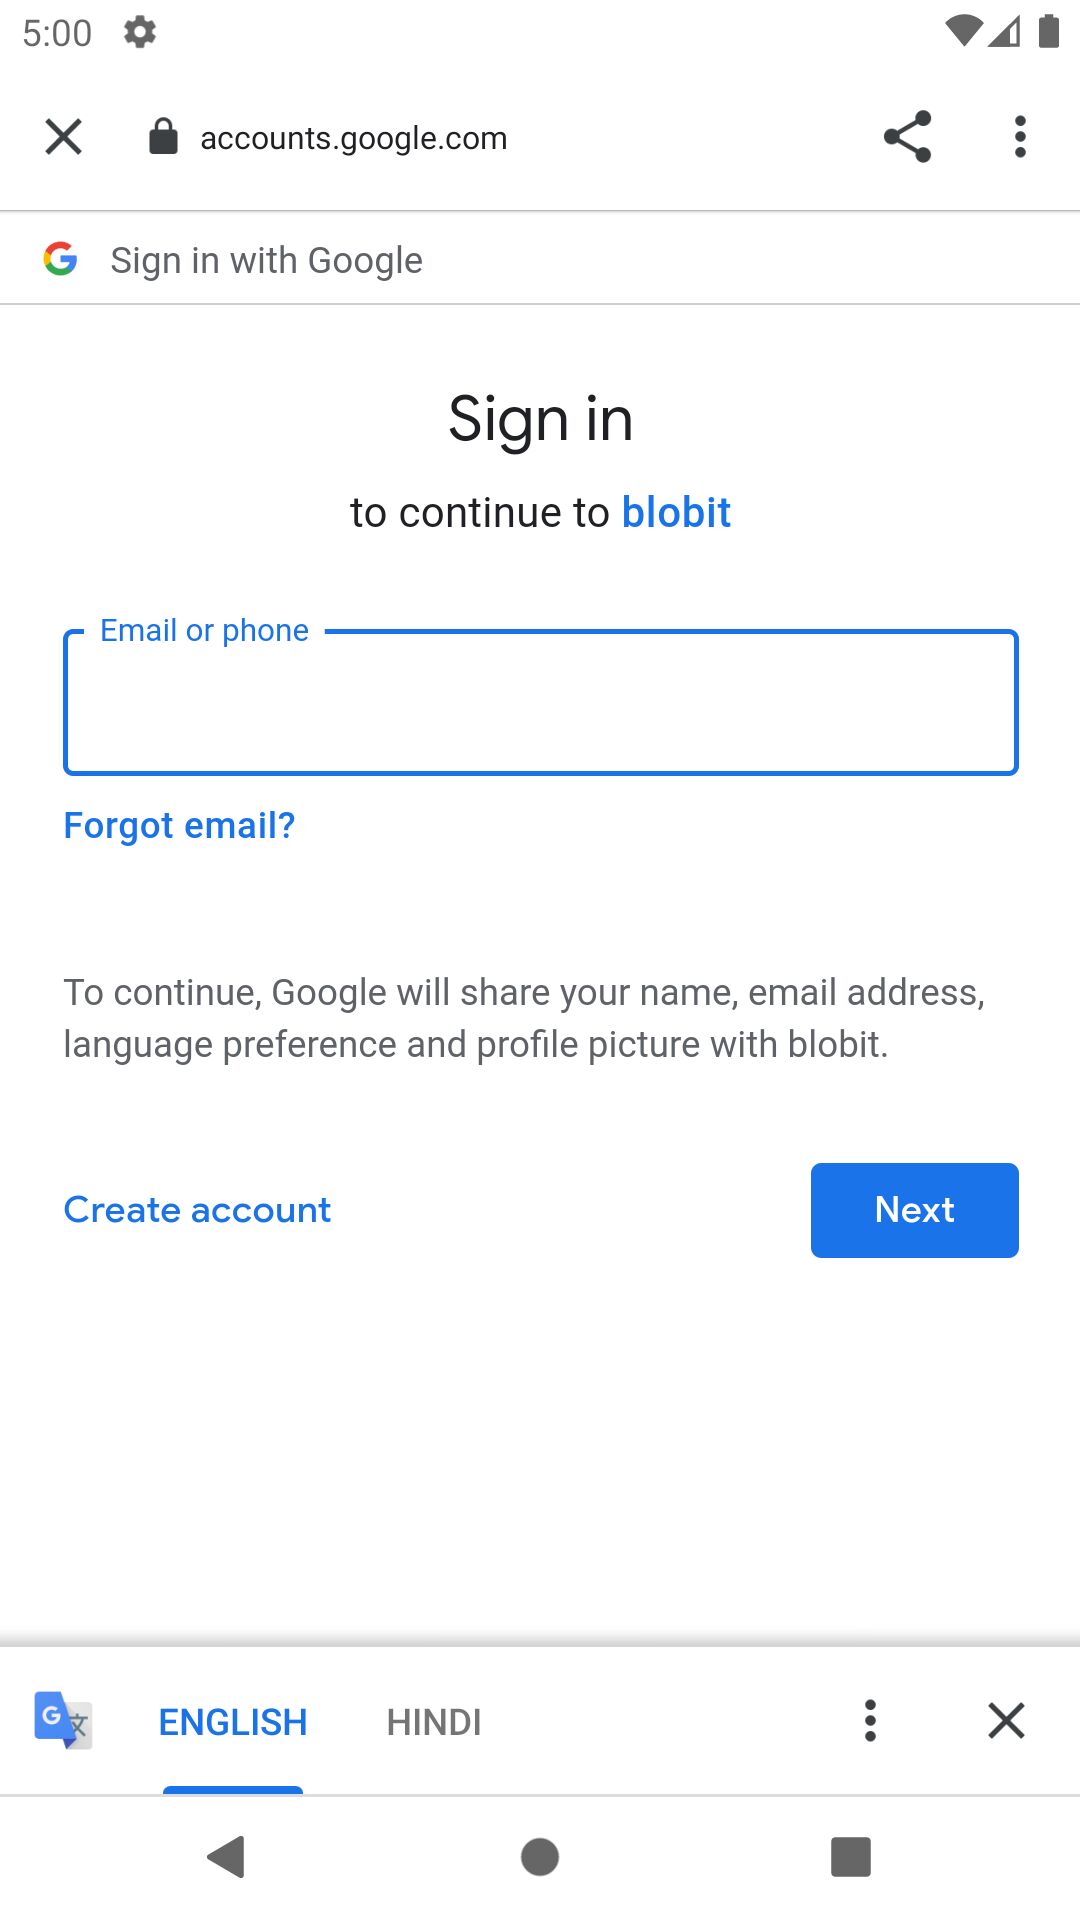 5:00
accounts.google.com
Sign in with Google
Sign in
to continue to blobit
Email or phone
Forgot email?
To continue, Google will share your name, email address,
language preference and profile picture with blobit.
Create account
Next
ENGLISH
HINDI